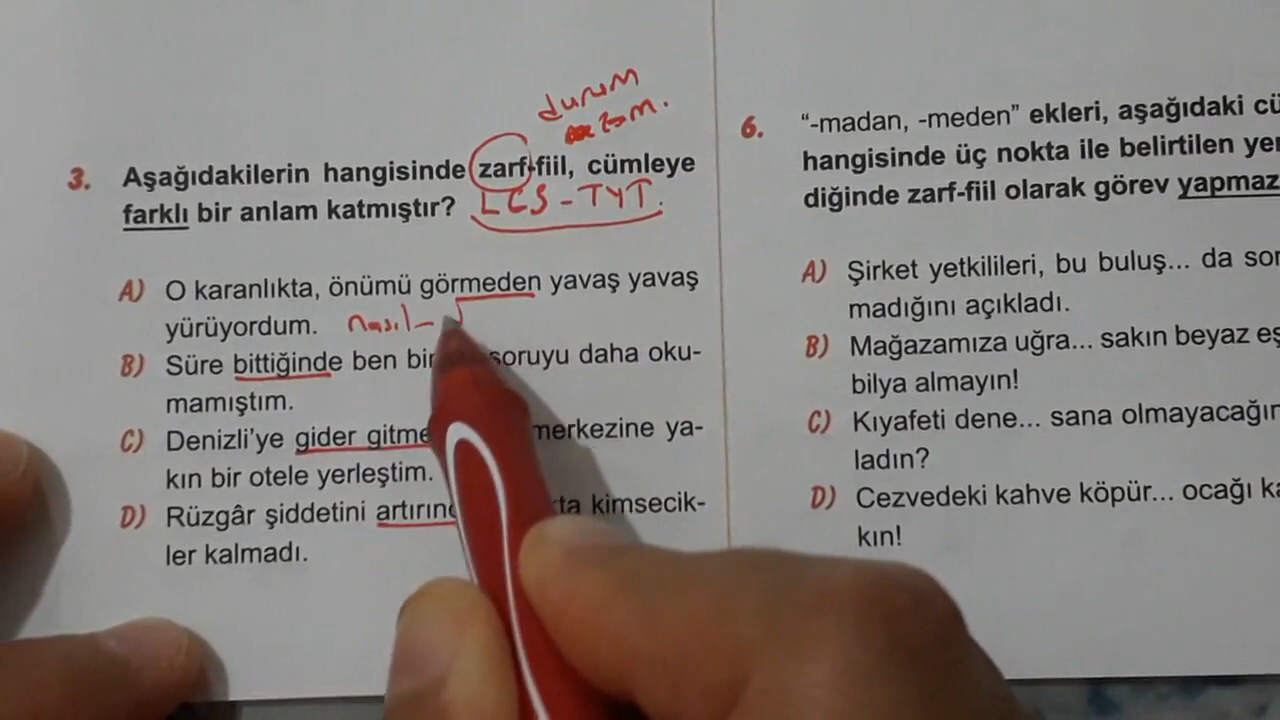 durum
zam.
3. Aşağıdakilerin hangisinde zarf-fiil, cümleye
farklı bir anlam katmıştır? LGS - TYT.
A) O karanlıkta, önümü görmeden yavaş yavaş
yürüyordum. nasıl
B) Süre bittiğinde ben bir soruyu daha oku-
mamıştım.
C) Denizli'ye gider gitme merkezine ya-
kın bir otele yerleştim.
D) Rüzgâr şiddetini artırınc kimsecik-
ler kalmadı.
6. "-madan, -meden" ekleri, aşağıdaki cü
hangisinde üç nokta ile belirtilen yer
diğinde zarf-fiil olarak görev yapmaz
A) Şirket yetkilileri, bu buluş... da sor
madığını açıkladı.
B) Mağazamıza uğra... sakın beyaz eş
bilya almayın!
C) Kıyafeti dene... sana olmayacağın
ladın?
D) Cezvedeki kahve köpür... ocağı ka
kın!